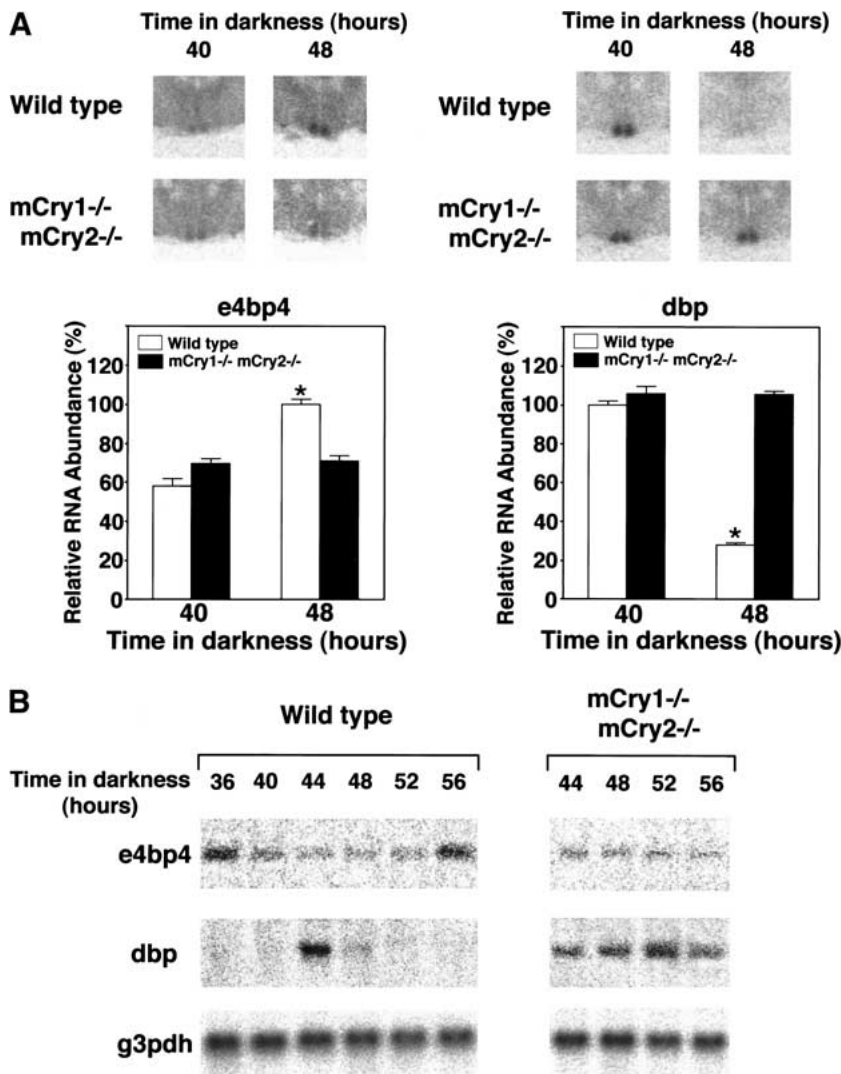 A
Time in darkness (hours)
40 48
Wild type
mCry1-/-
mCry2-/-
Time in darkness (hours)
40 48
Wild type
mCry1-/-
mCry2-/-
e4bp4
Relative RNA Abundance (%)
120
100
80
60
40
20
0
Wild type
mCry1-/- mCry2-/-
*
40 48
Time in darkness (hours)
dbp
Relative RNA Abundance (%)
120
100
80
60
40
20
0
Wild type
mCry1-/- mCry2-/-
*
40 48
Time in darkness (hours)
B
Wild type
mCry1-/-
mCry2-/-
Time in darkness
(hours)
36 40 44 48 52 56
44 48 52 56
e4bp4
dbp
g3pdh